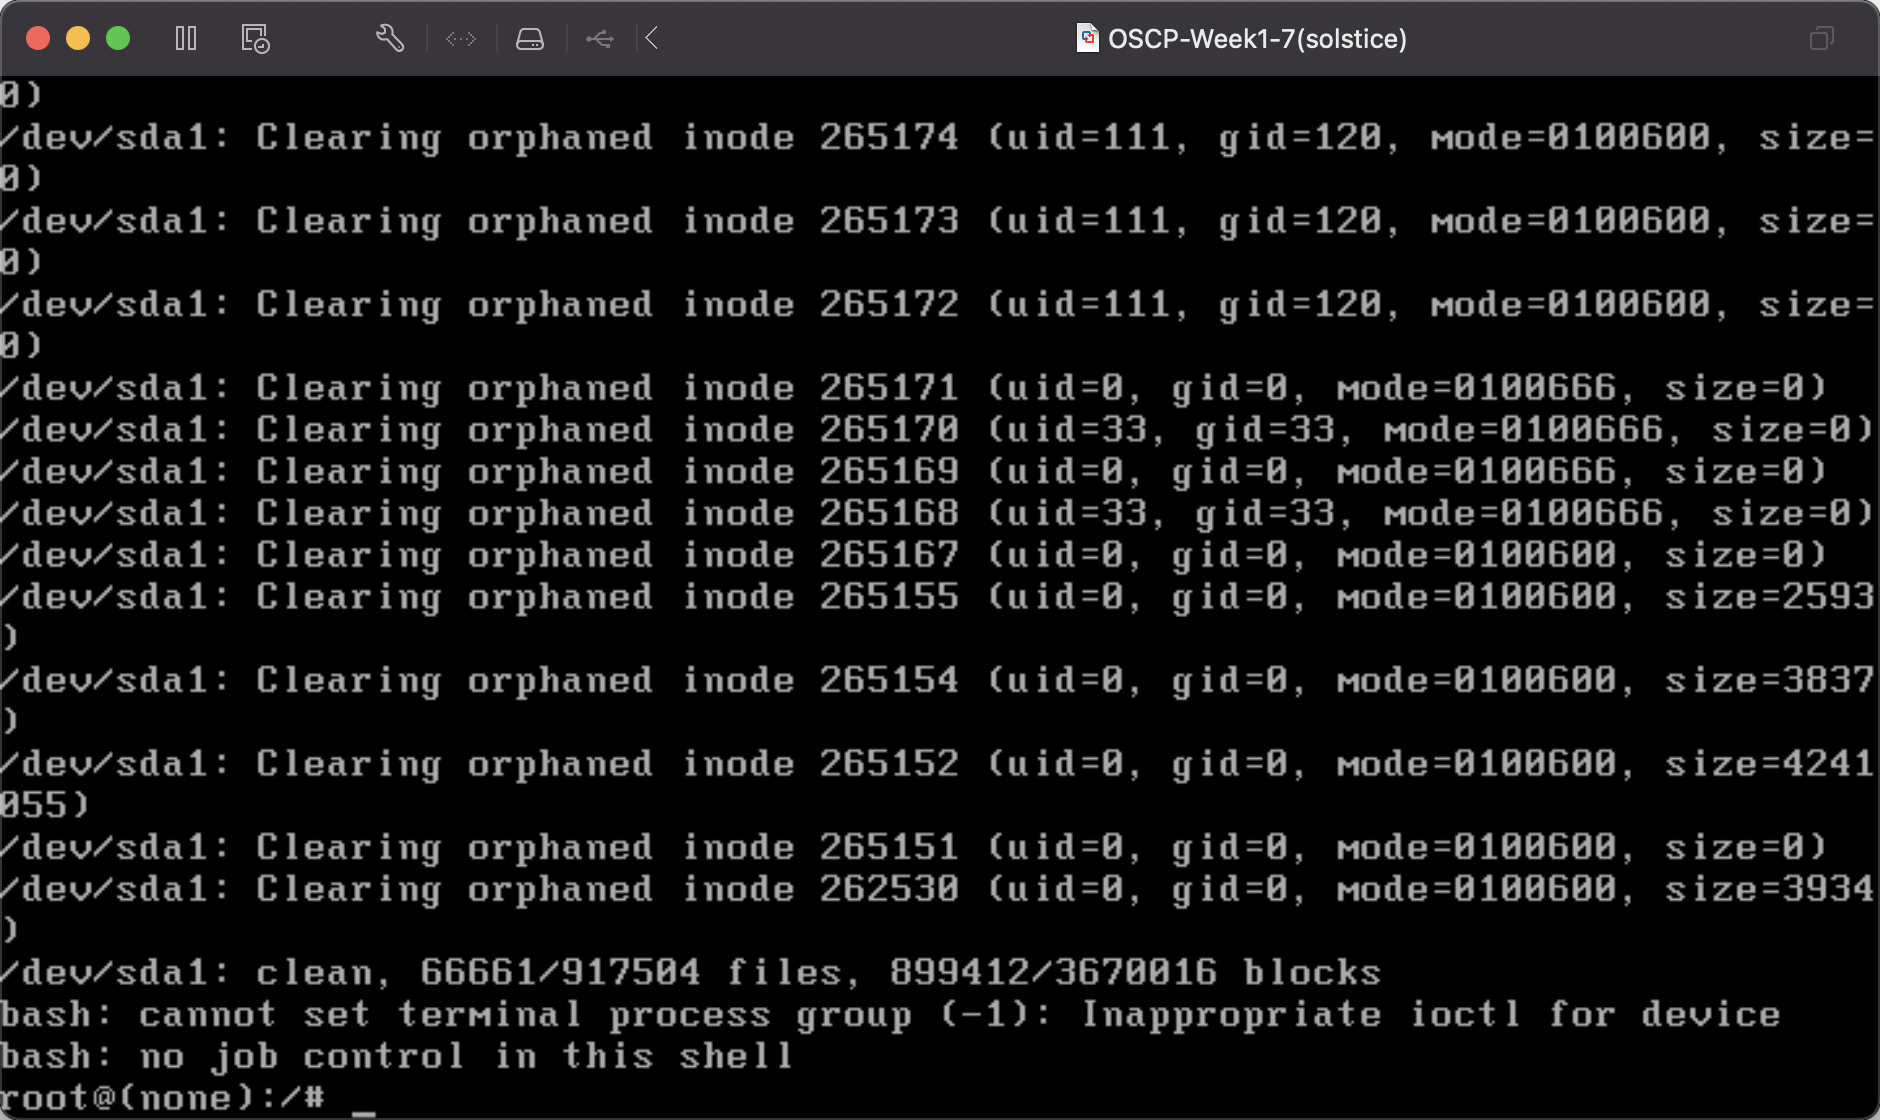 OSCP-Week1-7(solstice)
0)
/dev/sda1: Clearing orphaned inode 265174 (uid=111, gid=120, mode=0100600, size=
0)
/dev/sda1: Clearing orphaned inode 265173 (uid=111, gid=120, mode=0100600, size=
0)
/dev/sda1: Clearing orphaned inode 265172 (uid=111, gid=120, mode=0100600, size=
0)
/dev/sda1: Clearing orphaned inode 265171 (uid=0, gid=0, mode=0100666, size=0)
/dev/sda1: Clearing orphaned inode 265170 (uid=33, gid=33, mode=0100666, size=0)
/dev/sda1: Clearing orphaned inode 265169 (uid=0, gid=0, mode=0100666, size=0)
/dev/sda1: Clearing orphaned inode 265168 (uid=33, gid=33, mode=0100666, size=0)
/dev/sda1: Clearing orphaned inode 265167 (uid=0, gid=0, mode=0100600, size=0)
/dev/sda1: Clearing orphaned inode 265155 (uid=0, gid=0, mode=0100600, size=2593
)
/dev/sda1: Clearing orphaned inode 265154 (uid=0, gid=0, mode=0100600, size=3837
)
/dev/sda1: Clearing orphaned inode 265152 (uid=0, gid=0, mode=0100600, size=4241
055)
/dev/sda1: Clearing orphaned inode 265151 (uid=0, gid=0, mode=0100600, size=0)
/dev/sda1: Clearing orphaned inode 262530 (uid=0, gid=0, mode=0100600, size=3934
)
/dev/sda1: clean, 66661/917504 files, 899412/3670016 blocks
bash: cannot set terminal process group (-1): Inappropriate ioctl for device
bash: no job control in this shell
root@(none):/# _